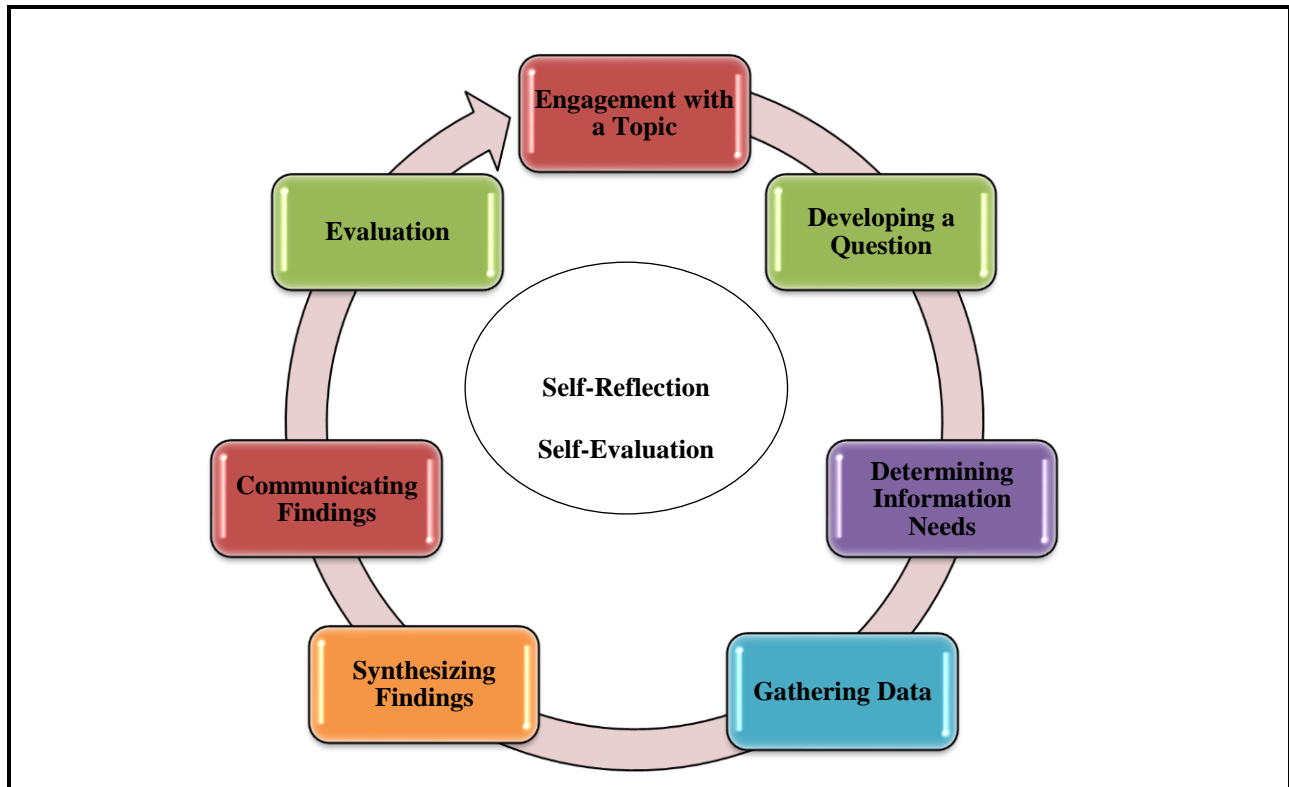 Engagement with
a Topic
Developing a
Question
Determining
Information
Needs
Gathering Data
Synthesizing
Findings
Communicating
Findings
Evaluation
Self-Reflection
Self-Evaluation